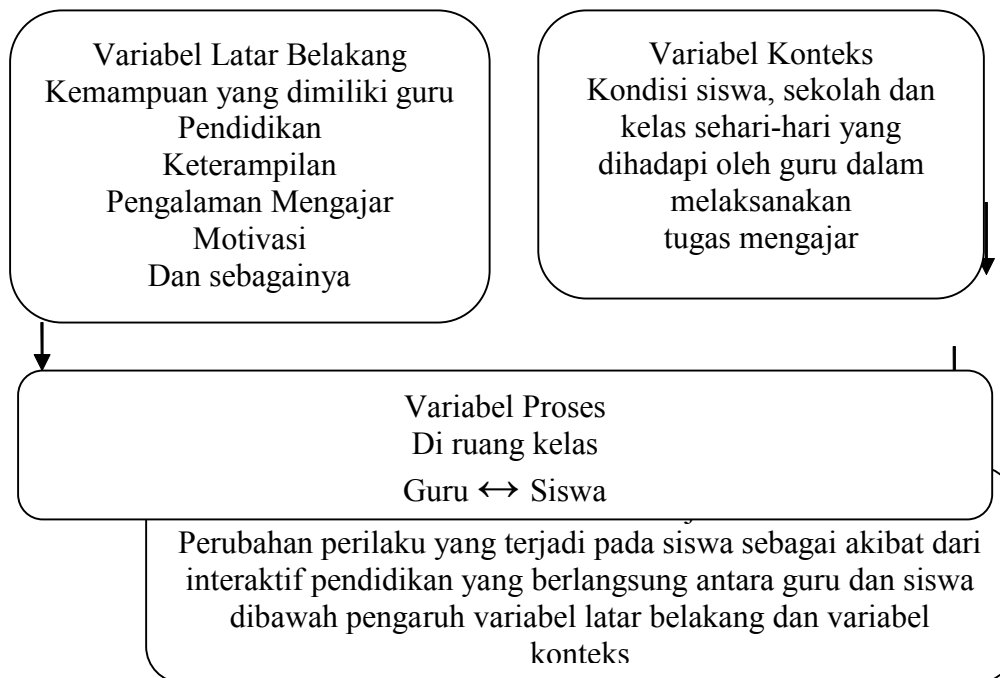 Variabel Latar Belakang
Kemampuan yang dimiliki guru
Pendidikan
Keterampilan
Pengalaman Mengajar
Motivasi
Dan sebagainya
Variabel Konteks
Kondisi siswa, sekolah dan
kelas sehari-hari yang
dihadapi oleh guru dalam
melaksanakan
tugas mengajar
Variabel Proses
Di ruang kelas
Guru ↔ Siswa
Perubahan perilaku yang terjadi pada siswa sebagai akibat dari
interaktif pendidikan yang berlangsung antara guru dan siswa
dibawah pengaruh variabel latar belakang dan variabel
konteks